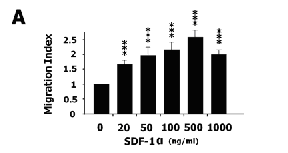 A
Migration Index
2.5
2
1.5
1
0.5
0
***
***
***
***
***
0 20 50 100 500 1000
SDF-1α (ng/ml)